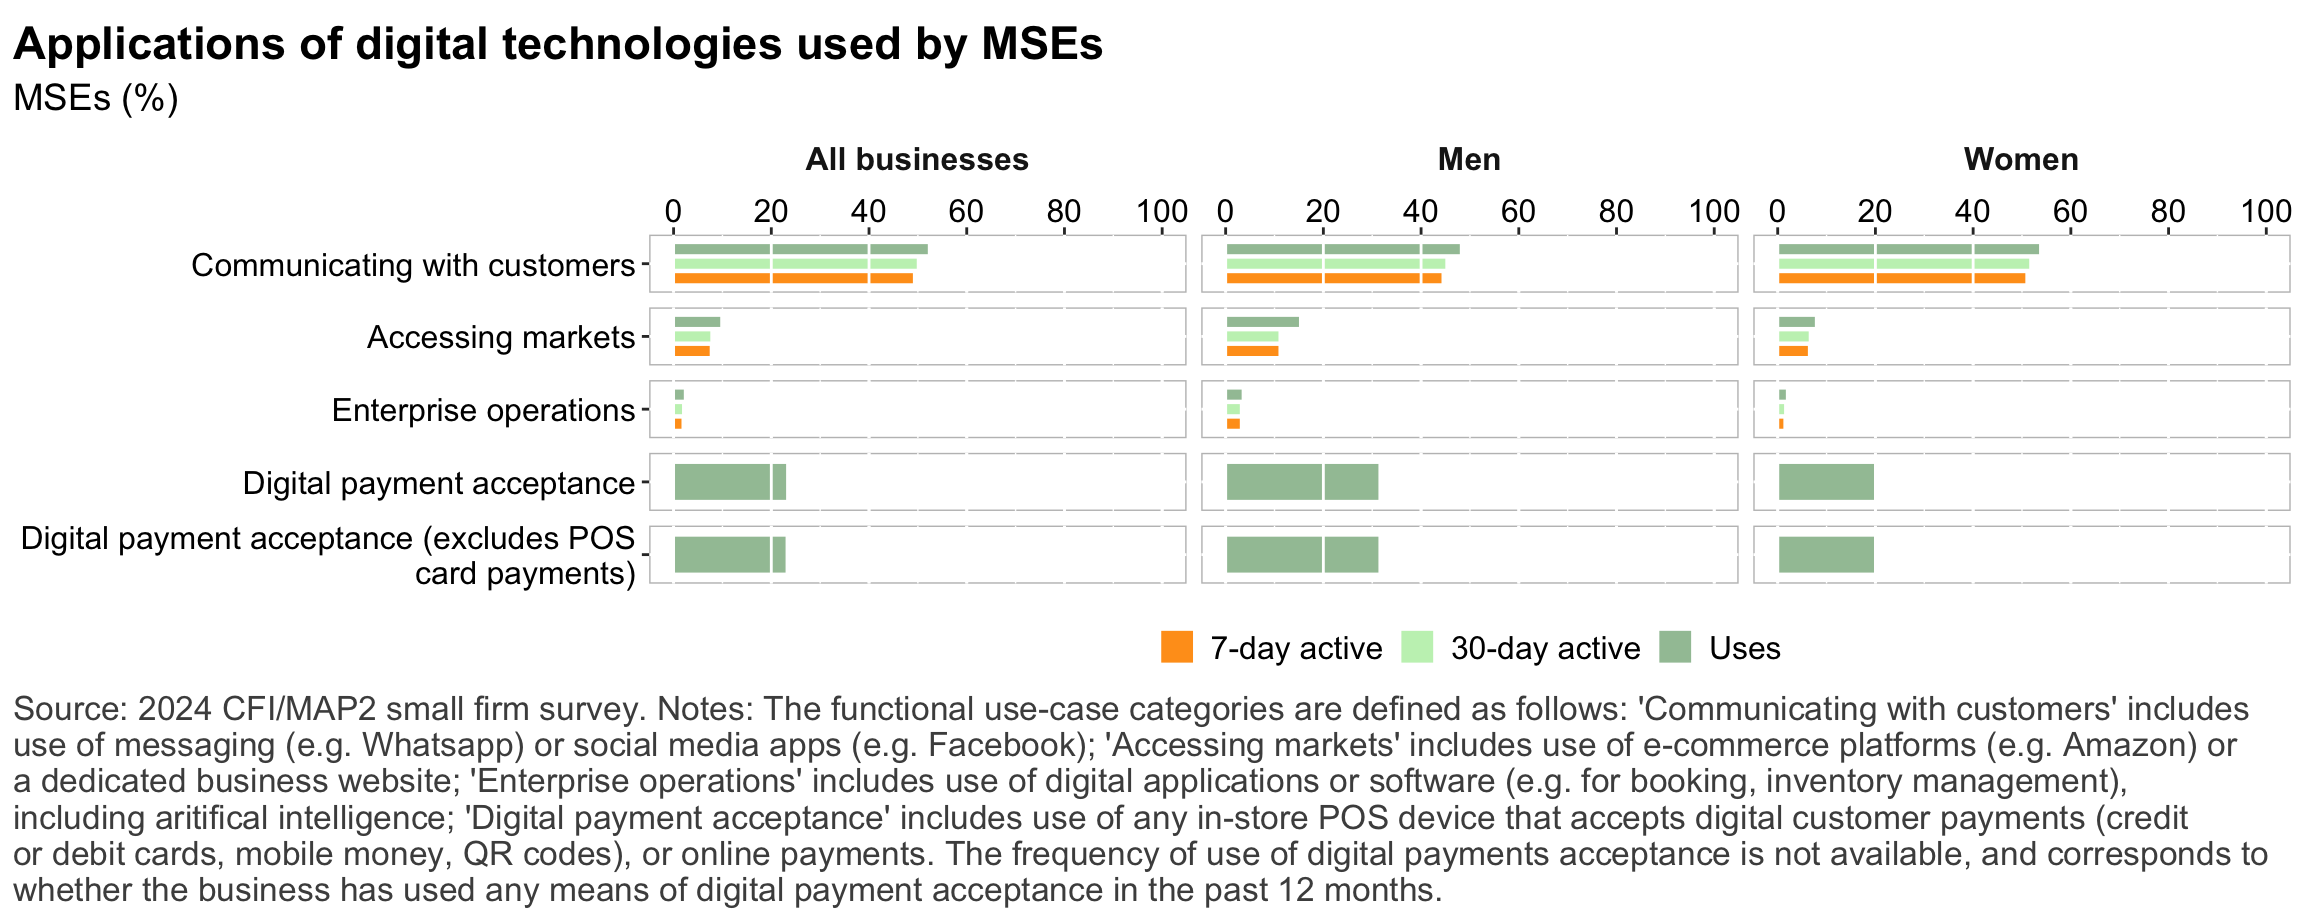 Applications of digital technologies used by MSEs
MSEs (%)
All businesses Men Women
0 20 40 60 80 100 0 20 40 60 80 100 0 20 40 60 80 100
Communicating with customers
Accessing markets
Enterprise operations
Digital payment acceptance
Digital payment acceptance (excludes POS
card payments)
7-day active 30-day active Uses
Source: 2024 CFI/MAP2 small firm survey. Notes: The functional use-case categories are defined as follows: 'Communicating with customers' includes
use of messaging (e.g. Whatsapp) or social media apps (e.g. Facebook); 'Accessing markets' includes use of e-commerce platforms (e.g. Amazon) or
a dedicated business website; 'Enterprise operations' includes use of digital applications or software (e.g. for booking, inventory management),
including aritifical intelligence; 'Digital payment acceptance' includes use of any in-store POS device that accepts digital customer payments (credit
or debit cards, mobile money, QR codes), or online payments. The frequency of use of digital payments acceptance is not available, and corresponds to
whether the business has used any means of digital payment acceptance in the past 12 months.